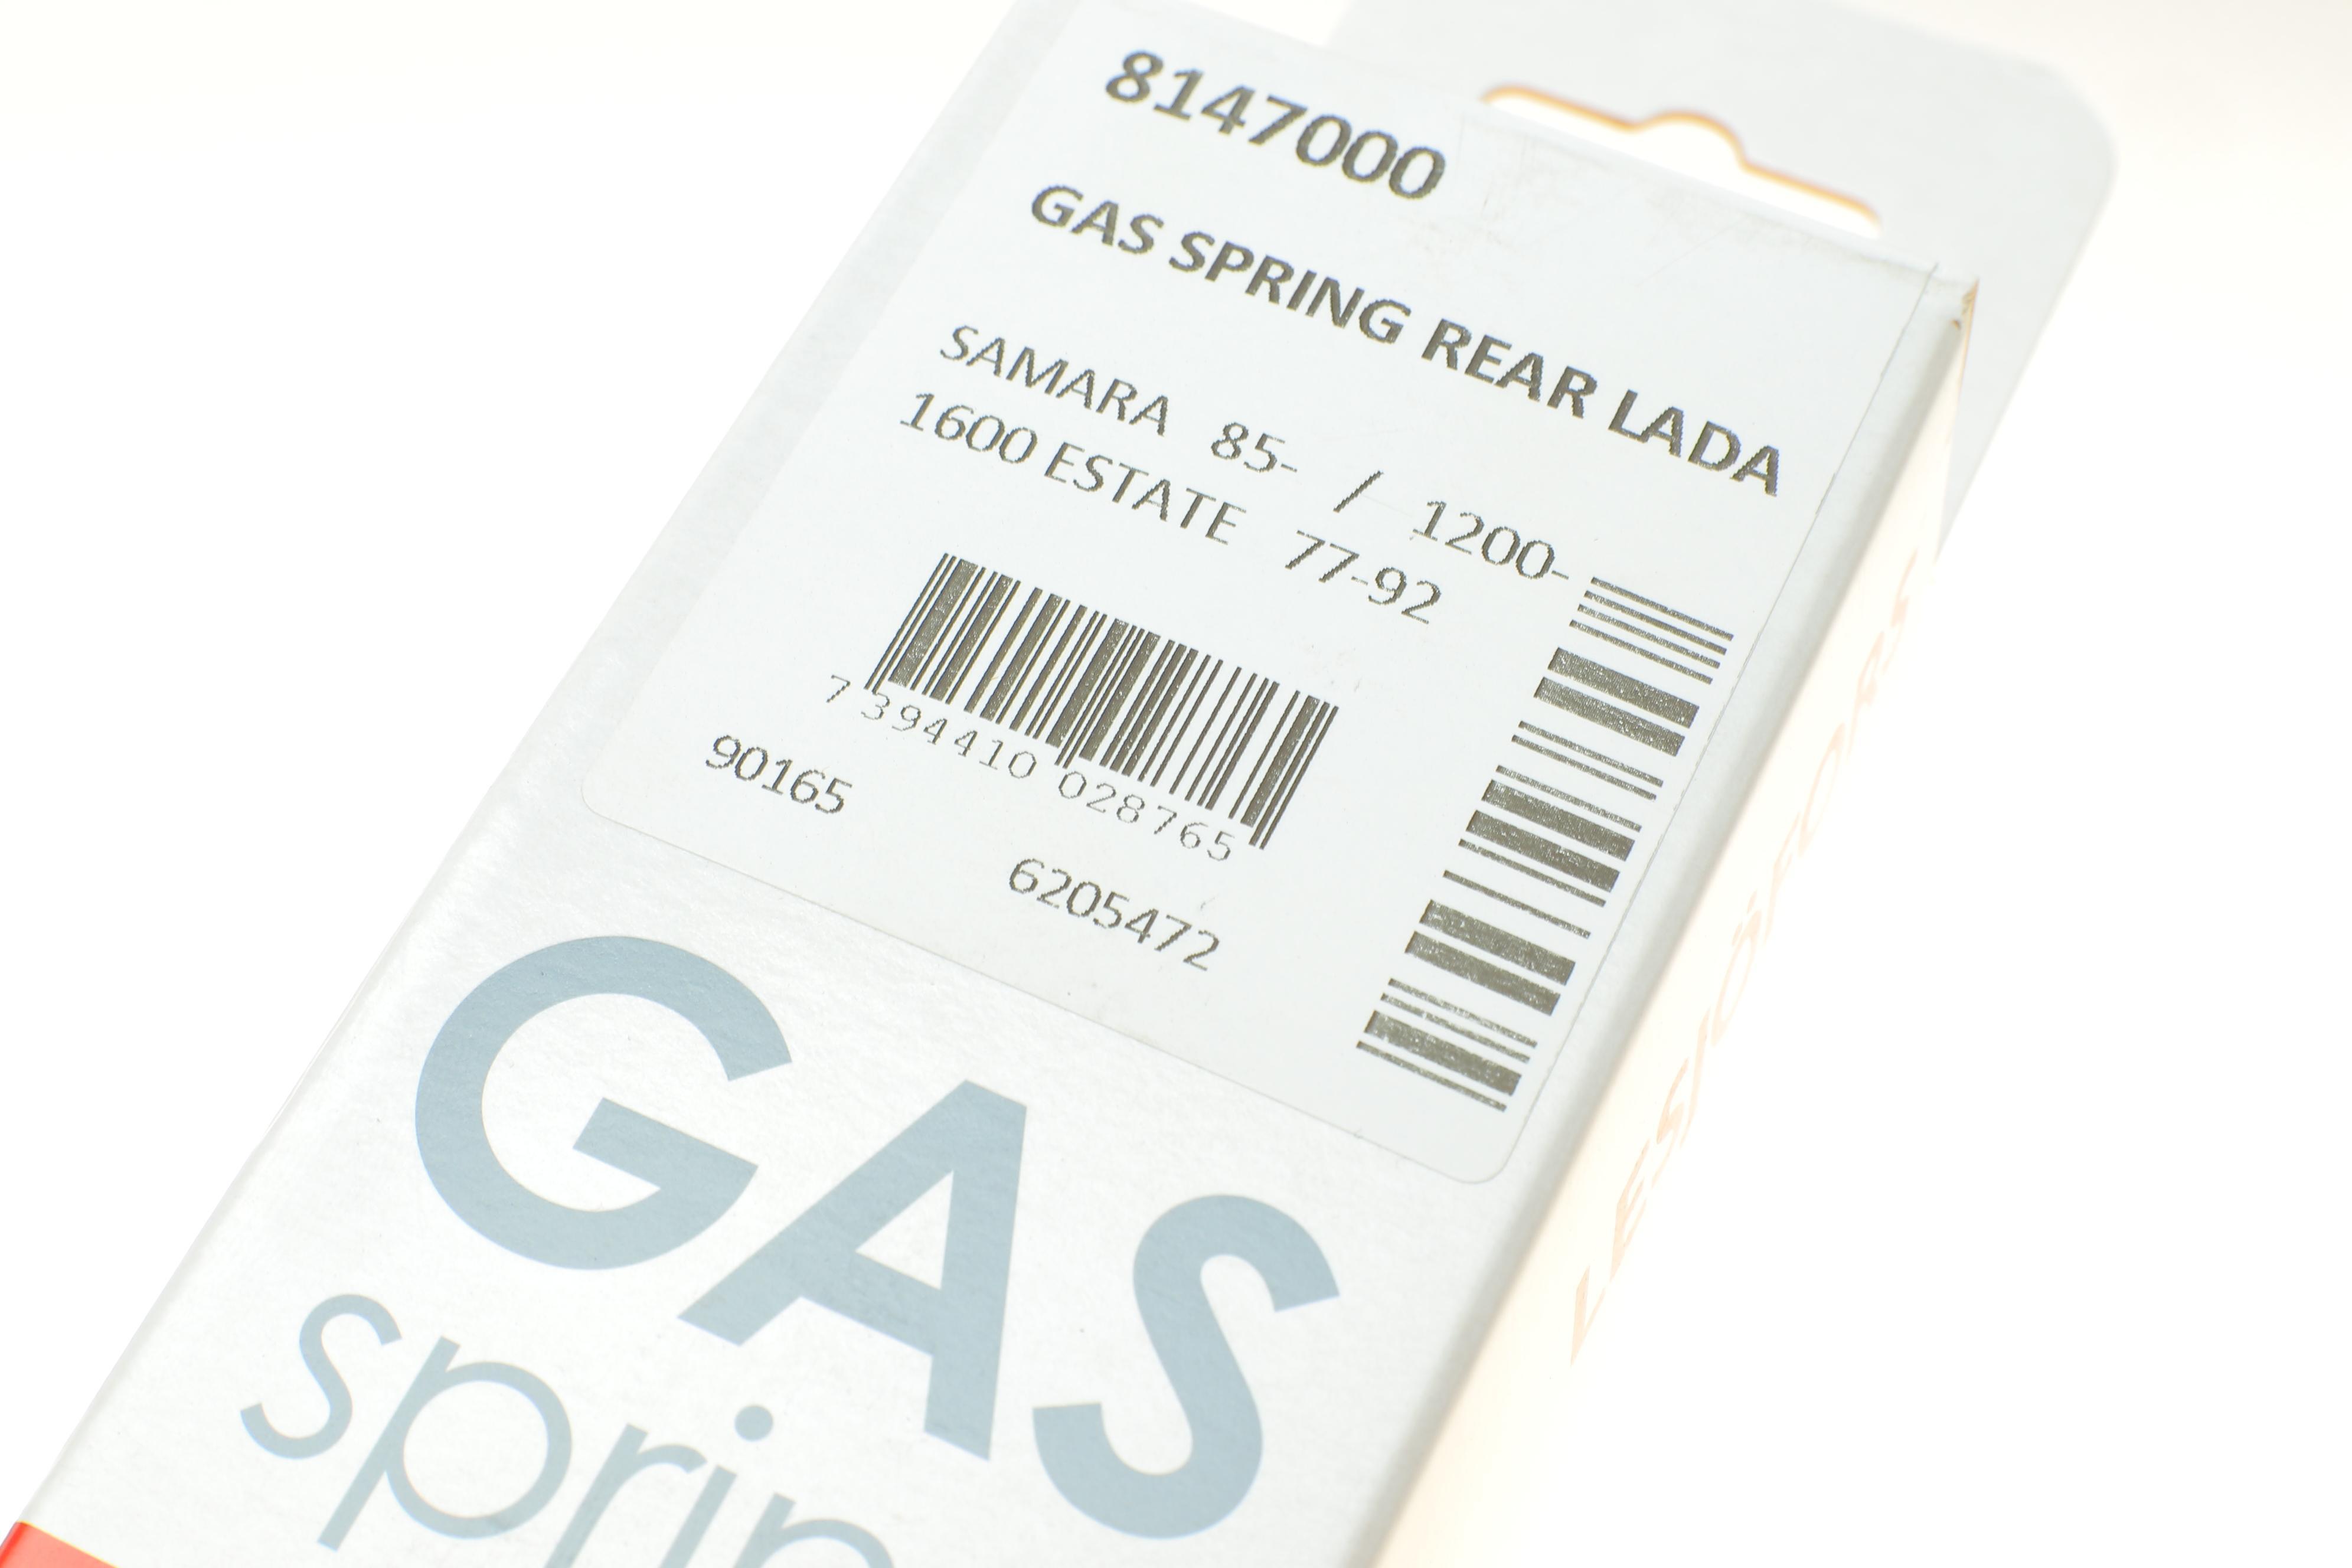 8147000
GAS SPRING REAR LADA
SAMARA 85- / 1200-
1600 ESTATE 77-92
7 394410 028765
90165
6205472
GAS
sprin
LESJÖFORS